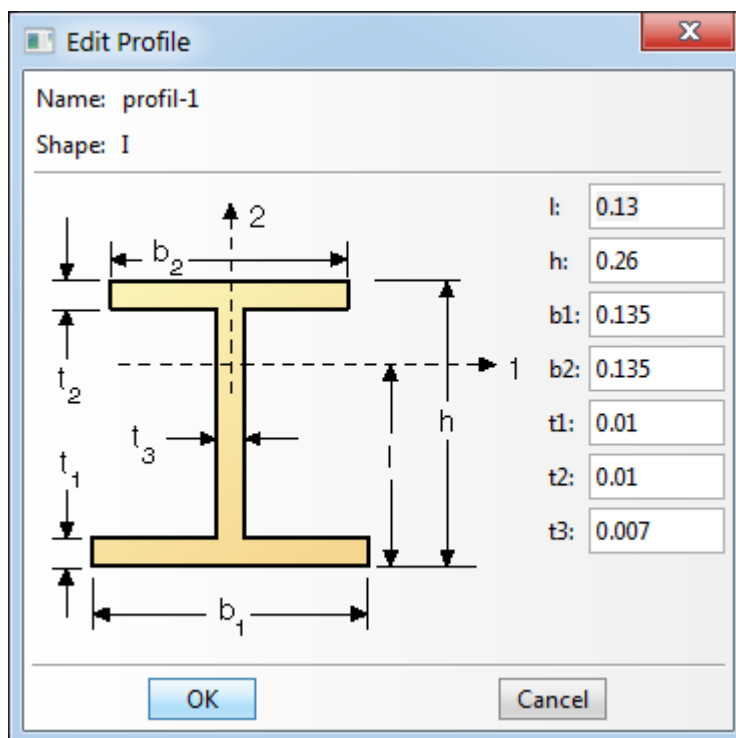 Edit Profile
Name: profil-1
Shape: I
l: 0.13
h: 0.26
b1: 0.135
b2: 0.135
t1: 0.01
t2: 0.01
t3: 0.007
2
b2
1
t2
t3
h
l
t1
b1
OK
Cancel